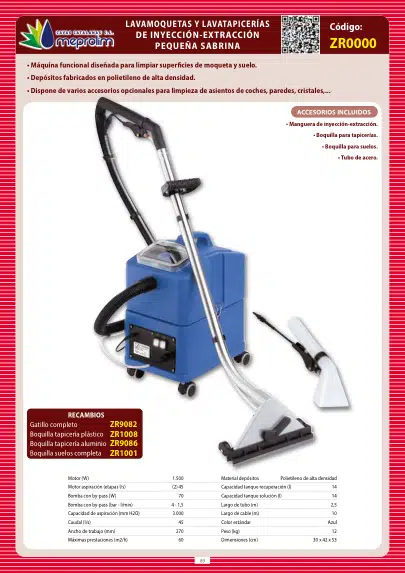 CATAS CATALANAS S.L.
meprolim
LAVAMOQUETAS Y LAVATAPICERÍAS
DE INYECCIÓN-EXTRACCIÓN
PEQUEÑA SABRINA
Código:
ZR0000
• Máquina funcional diseñada para limpiar superficies de moqueta y suelo.
• Depósitos fabricados en polietileno de alta densidad.
• Dispone de varios accesorios opcionales para limpieza de asientos de coches, paredes, cristales,...
ACCESORIOS INCLUIDOS
• Manguera de inyección-extracción.
• Boquilla para tapicerías.
• Boquilla para suelos.
• Tubo de acero.
RECAMBIOS
Gatillo completo ZR9082
Boquilla tapicería plástico ZR1008
Boquilla tapicería aluminio ZR9086
Boquilla suelos completa ZR1001
Motor (W) 1.500
Motor aspiración (etapas) (n) (2) 45
Bomba con by-pass (W) 70
Bomba con by-pass (bar - l/min) 4 - 1,5
Capacidad de aspiración (mm H2O) 3.000
Caudal (l/s) 45
Ancho de trabajo (mm) 270
Máximas prestaciones (m2/h) 60
Material depósitos Polietileno de alta densidad
Capacidad tanque recuperación (l) 14
Capacidad tanque solución (l) 14
Largo de tubo (m) 2,5
Largo de cable (m) 10
Color estándar Azul
Peso (kg) 12
Dimensiones (cm) 39 x 42 x 53